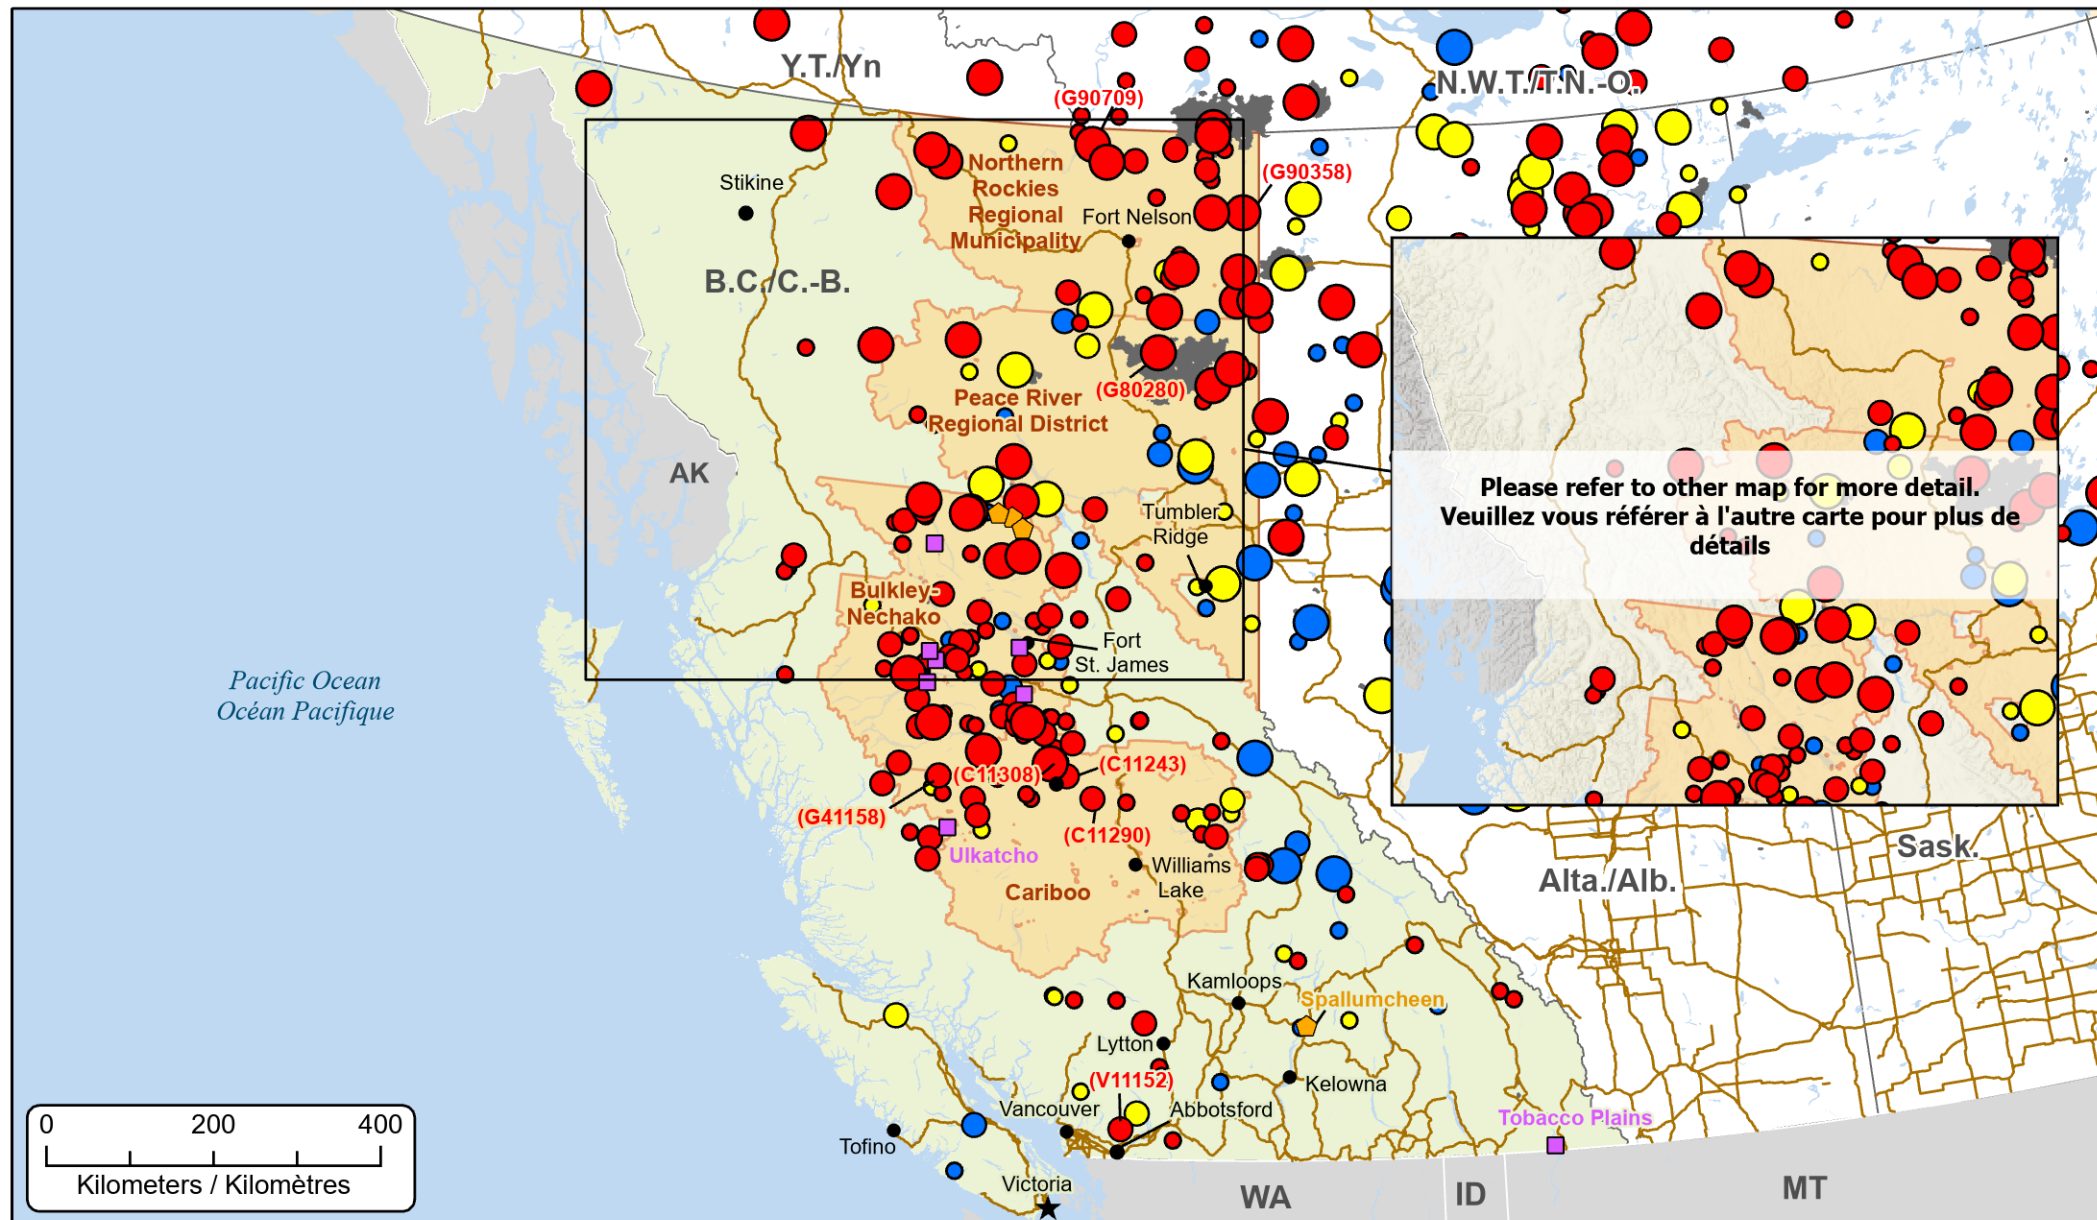 Y.T./Yn
N.W.T./T.N.-O.
(G90709)
Northern
Rockies
Regional
Municipality
(G90358)
Stikine
Fort Nelson
B.C./C.-B.
(G80280)
Peace River
Regional District
AK
Tumbler
Ridge
Please refer to other map for more detail.
Veuillez vous référer à l'autre carte pour plus de
détails
Bulkley-
Nechako
Fort
St. James
Pacific Ocean
Océan Pacifique
(C11308)
(C11243)
(G41158)
(C11290)
Ulkatcho
Williams
Lake
Cariboo
Alta./Alb.
Sask.
Kamloops
Spallumcheen
Lytton
(V11152)
Kelowna
Vancouver
Abbotsford
Tofino
Tobacco Plains
Victoria
WA
ID
MT
0 200 400
Kilometers / Kilomètres